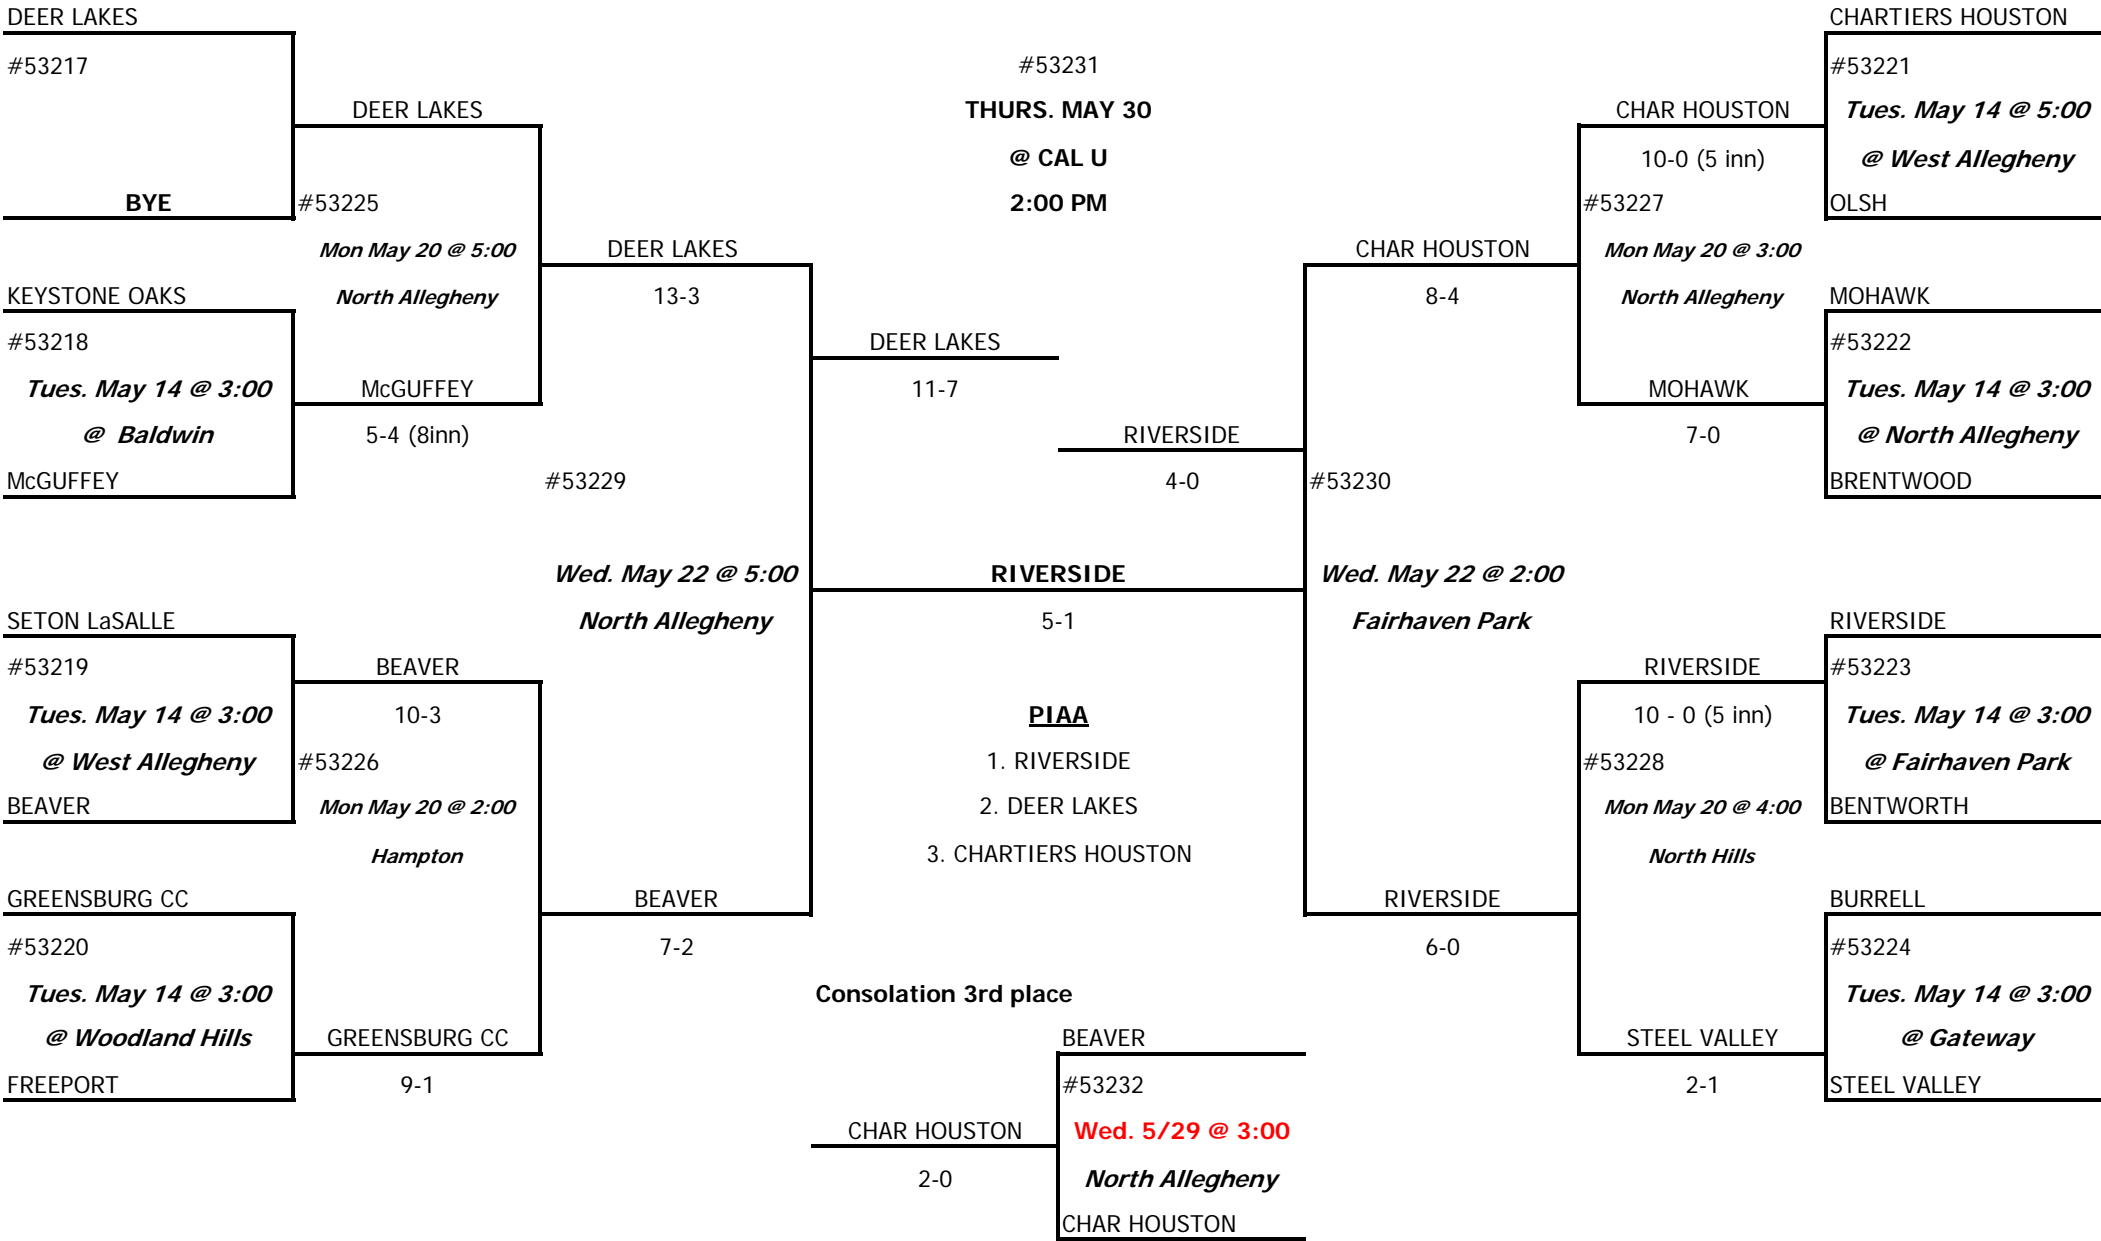 DEER LAKES
#53217
BYE
KEYSTONE OAKS
#53218
Tues. May 14 @ 3:00
@ Baldwin
McGUFFEY
SETON LaSALLE
#53219
Tues. May 14 @ 3:00
@ West Allegheny
BEAVER
GREENSBURG CC
#53220
Tues. May 14 @ 3:00
@ Woodland Hills
FREEPORT
DEER LAKES
#53225
Mon May 20 @ 5:00
North Allegheny
McGUFFEY
5-4 (8inn)
BEAVER
10-3
#53226
Mon May 20 @ 2:00
Hampton
GREENSBURG CC
9-1
DEER LAKES
13-3
#53229
Wed. May 22 @ 5:00
North Allegheny
BEAVER
7-2
#53231
THURS. MAY 30
@ CAL U
2:00 PM
DEER LAKES
11-7
RIVERSIDE
4-0
RIVERSIDE
5-1
PIAA
1. RIVERSIDE
2. DEER LAKES
3. CHARTIERS HOUSTON
Consolation 3rd place
BEAVER
#53232
Wed. 5/29 @ 3:00
North Allegheny
CHAR HOUSTON
CHAR HOUSTON
2-0
CHAR HOUSTON
8-4
#53230
Wed. May 22 @ 2:00
Fairhaven Park
RIVERSIDE
6-0
CHAR HOUSTON
10-0 (5 inn)
#53227
Mon May 20 @ 3:00
North Allegheny
MOHAWK
7-0
RIVERSIDE
10 - 0 (5 inn)
#53228
Mon May 20 @ 4:00
North Hills
STEEL VALLEY
2-1
CHARTIERS HOUSTON
#53221
Tues. May 14 @ 5:00
@ West Allegheny
OLSH
MOHAWK
#53222
Tues. May 14 @ 3:00
@ North Allegheny
BRENTWOOD
RIVERSIDE
#53223
Tues. May 14 @ 3:00
@ Fairhaven Park
BENTWORTH
BURRELL
#53224
Tues. May 14 @ 3:00
@ Gateway
STEEL VALLEY